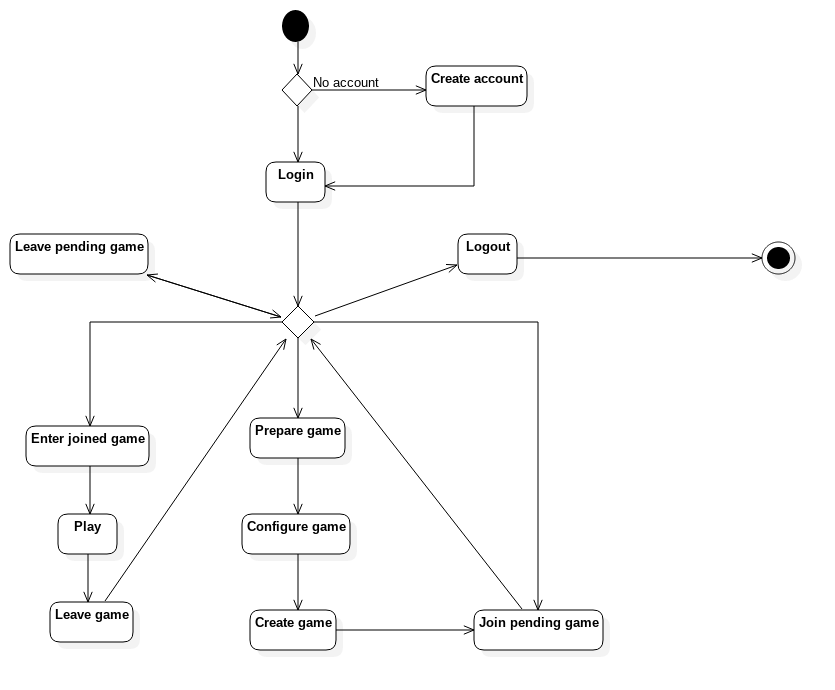 No account
Create account
Login
Leave pending game
Logout
Enter joined game
Prepare game
Play
Configure game
Leave game
Create game
Join pending game